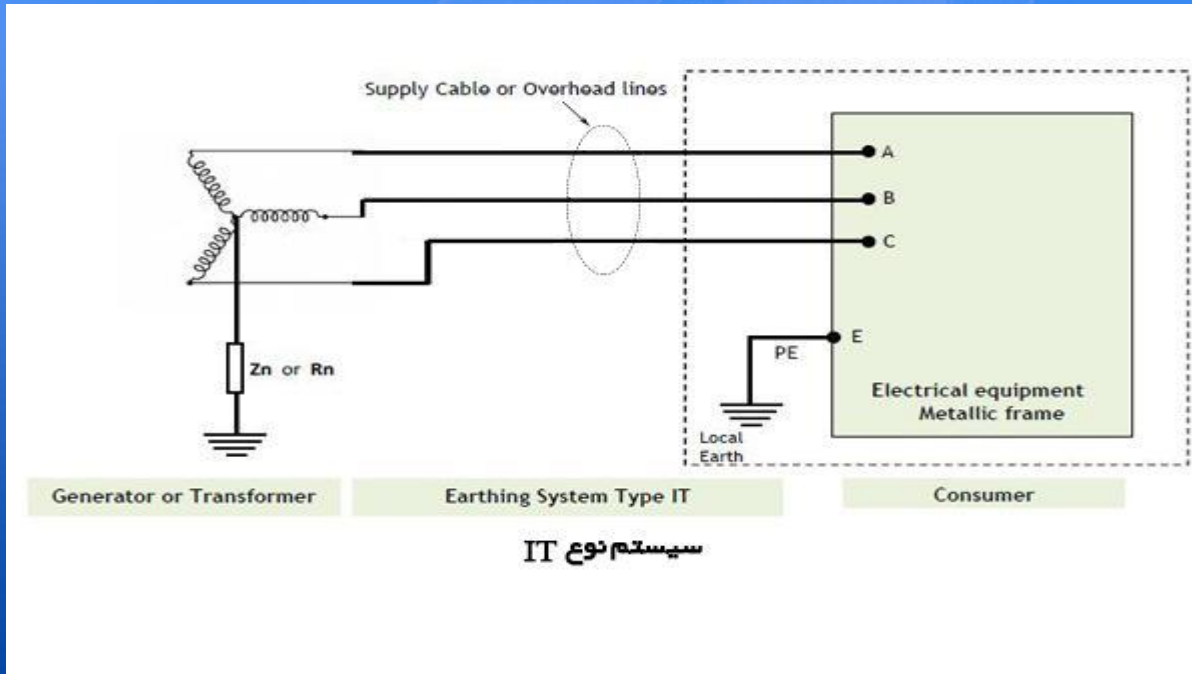 Supply Cable or Overhead lines
A
B
C
E
PE
Zn or Rn
Electrical equipment
Metallic frame
Local
Earth
Generator or Transformer
Earthing System Type IT
Consumer
سیستم نوع IT